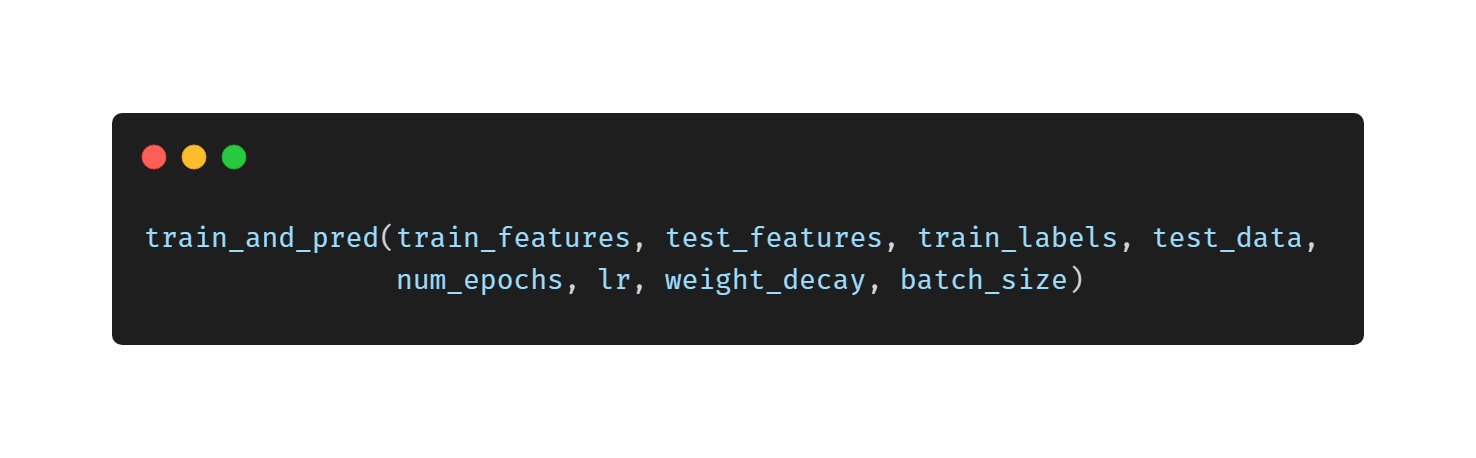 train_and_pred(train_features, test_features, train_labels, test_data,
num_epochs, lr, weight_decay, batch_size)